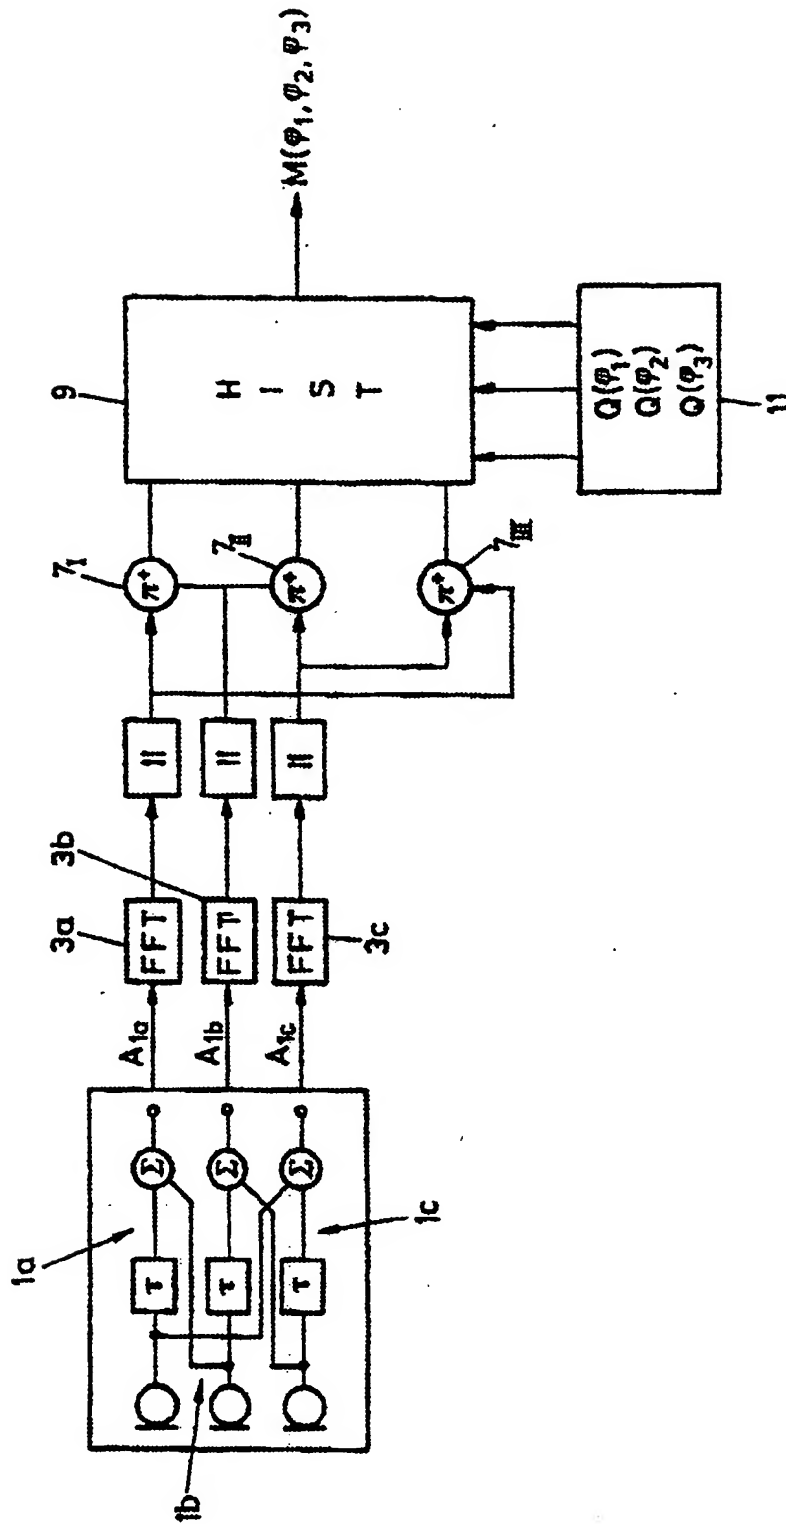 1a
1b
1c
τ
τ
τ
Σ
Σ
Σ
A1a
A1b
A1c
3a
3b
3c
FFT
FFT
FFT
||
||
||
7I
7II
7III
π+
π+
π+
9
H
I
S
T
M(φ1, φ2, φ3)
Q(φ1)
Q(φ2)
Q(φ3)
11